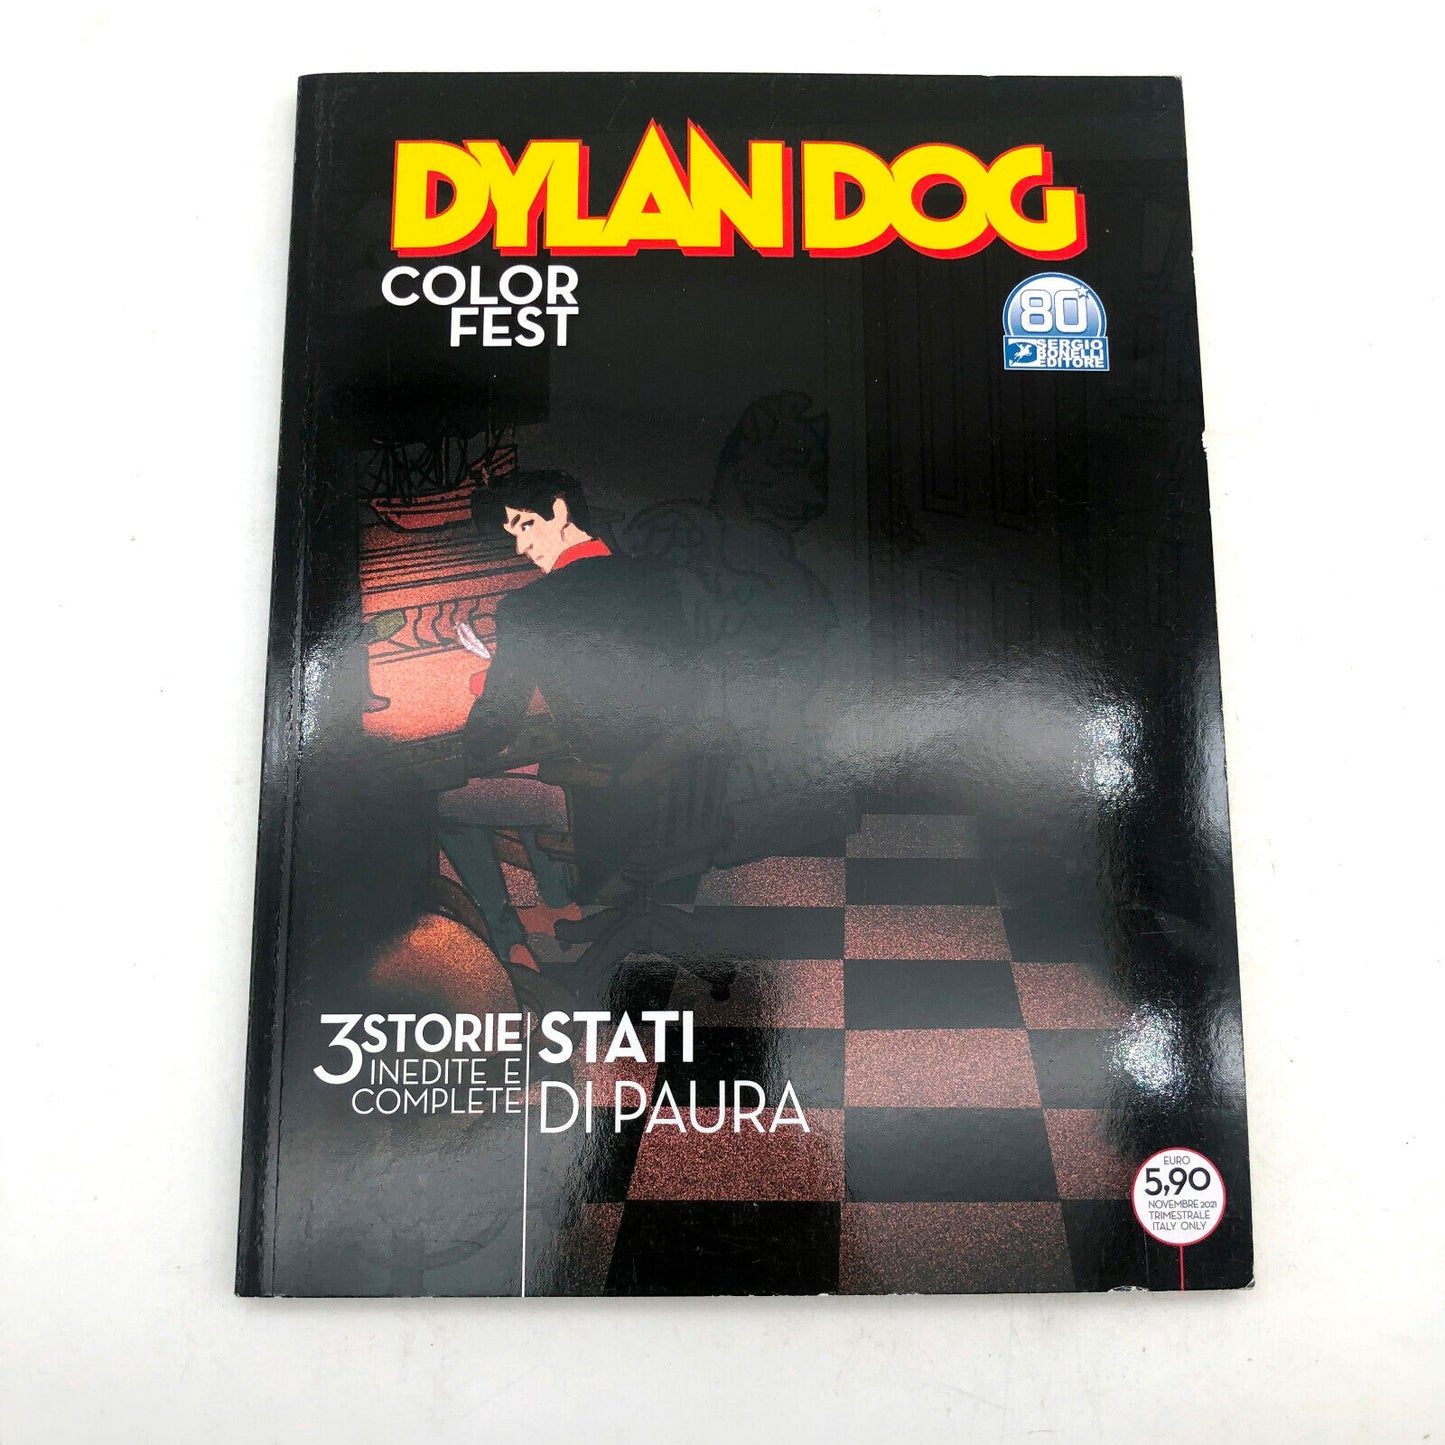 DYLAN DOG
COLOR
FEST
80
SERGIO
BONELLI
EDITORE
3 STORIE
INEDITE E
COMPLETE
STATI
DI PAURA
EURO
5,90
NOVEMBRE 2021
TRIMESTRALE
ITALY ONLY